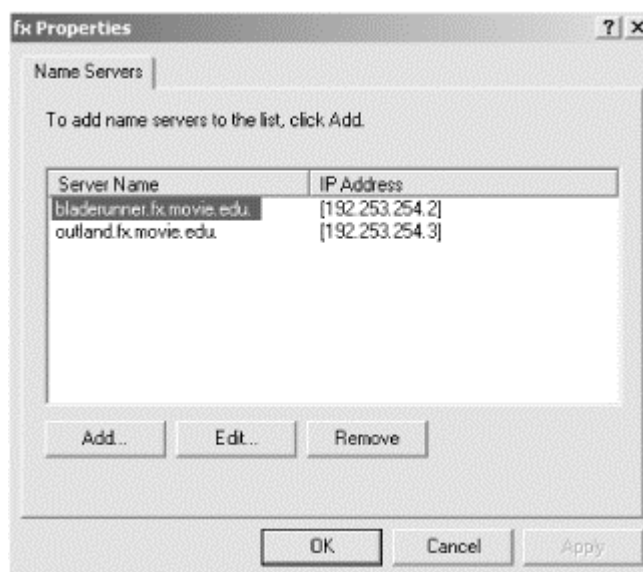 fx Properties
Name Servers
To add name servers to the list, click Add.
Server Name IP Address
bladerunner.fx.movie.edu. [192.253.254.2]
outland.fx.movie.edu. [192.253.254.3]
Add... Edit... Remove
OK Cancel Apply